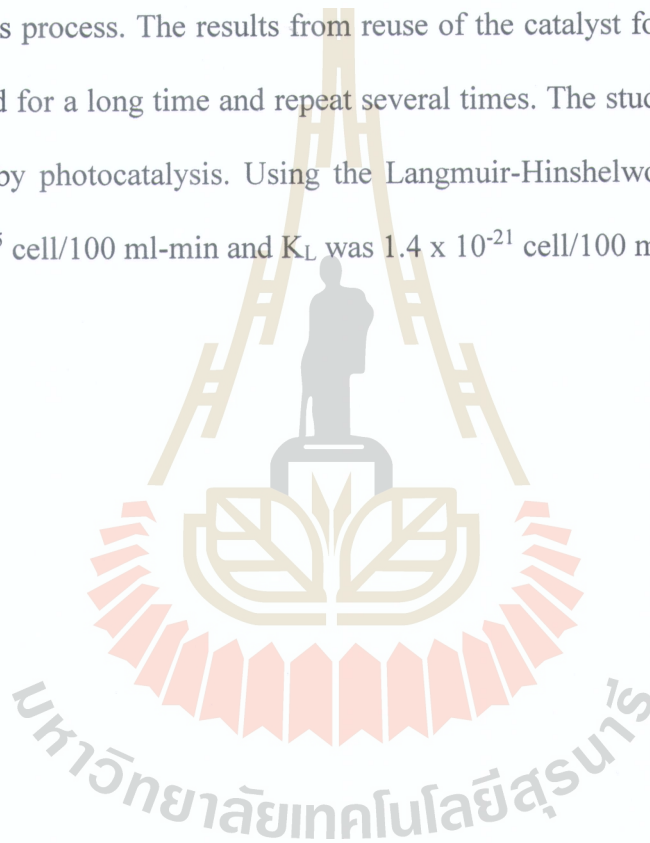 s process. The results from reuse of the catalyst fo
d for a long time and repeat several times. The stud
by photocatalysis. Using the Langmuir-Hinshelwo
⁵ cell/100 ml-min and K_L was 1.4 x 10⁻²¹ cell/100 m
มหาวิทยาลัยเทคโนโลยีสุรนารี